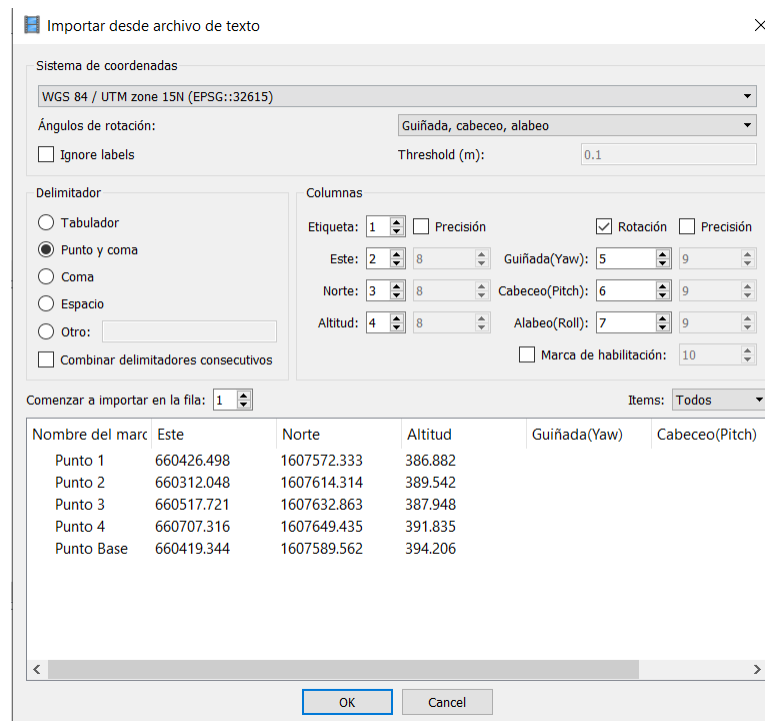 Importar desde archivo de texto
Sistema de coordenadas
WGS 84 / UTM zone 15N (EPSG::32615)
Ángulos de rotación: Guiñada, cabeceo, alabeo
Ignore labels Threshold (m): 0.1
Delimitador Columnas
Tabulador Etiqueta: 1 Precisión Rotación Precisión
Punto y coma Este: 2 8 Guiñada(Yaw): 5 9
Coma Norte: 3 8 Cabeceo(Pitch): 6 9
Espacio Altitud: 4 8 Alabeo(Roll): 7 9
Otro: Marca de habilitación: 10
Combinar delimitadores consecutivos
Comenzar a importar en la fila: 1 Items: Todos
Nombre del marc Este Norte Altitud Guiñada(Yaw) Cabeceo(Pitch)
Punto 1 660426.498 1607572.333 386.882
Punto 2 660312.048 1607614.314 389.542
Punto 3 660517.721 1607632.863 387.948
Punto 4 660707.316 1607649.435 391.835
Punto Base 660419.344 1607589.562 394.206
OK Cancel